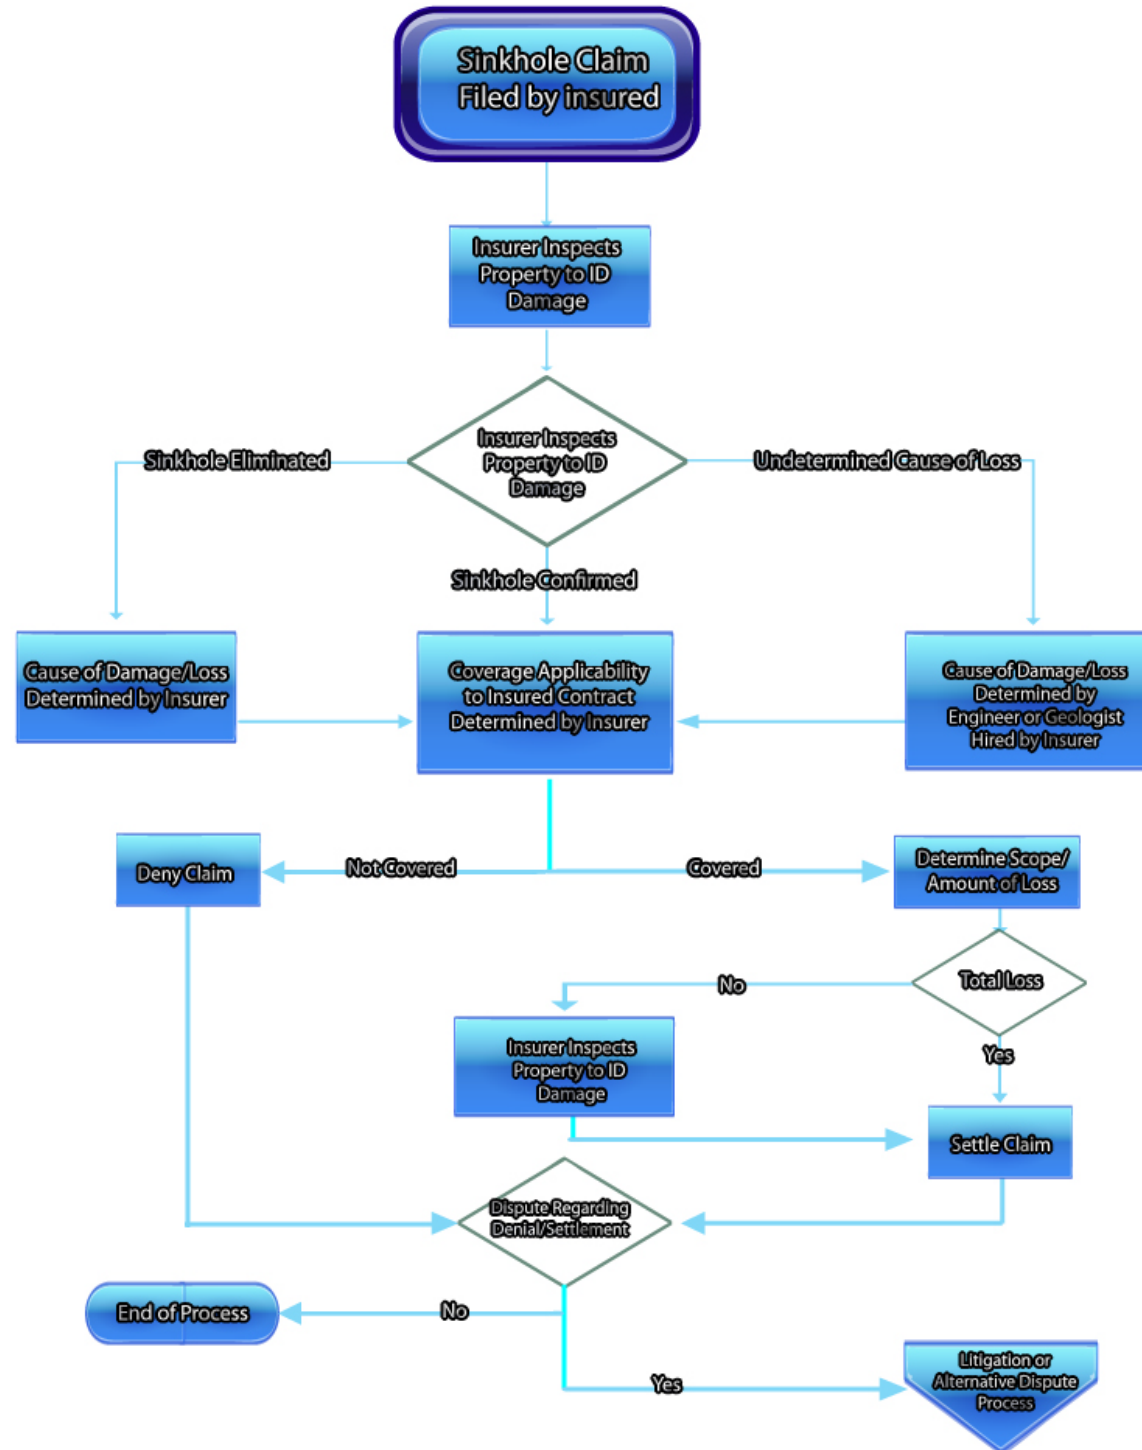 Sinkhole Claim
Filed by insured
Insurer Inspects
Property to ID
Damage
Insurer Inspects
Property to ID
Damage
Sinkhole Eliminated
Undetermined Cause of Loss
Sinkhole Confirmed
Cause of Damage/Loss
Determined by Insurer
Coverage Applicability
to Insured Contract
Determined by Insurer
Cause of Damage/Loss
Determined by
Engineer or Geologist
Hired by Insurer
Deny Claim
Not Covered
Covered
Determine Scope/
Amount of Loss
No
Total Loss
Yes
Insurer Inspects
Property to ID
Damage
Settle Claim
Dispute Regarding
Denial/Settlement
End of Process
No
Yes
Litigation or
Alternative Dispute
Process